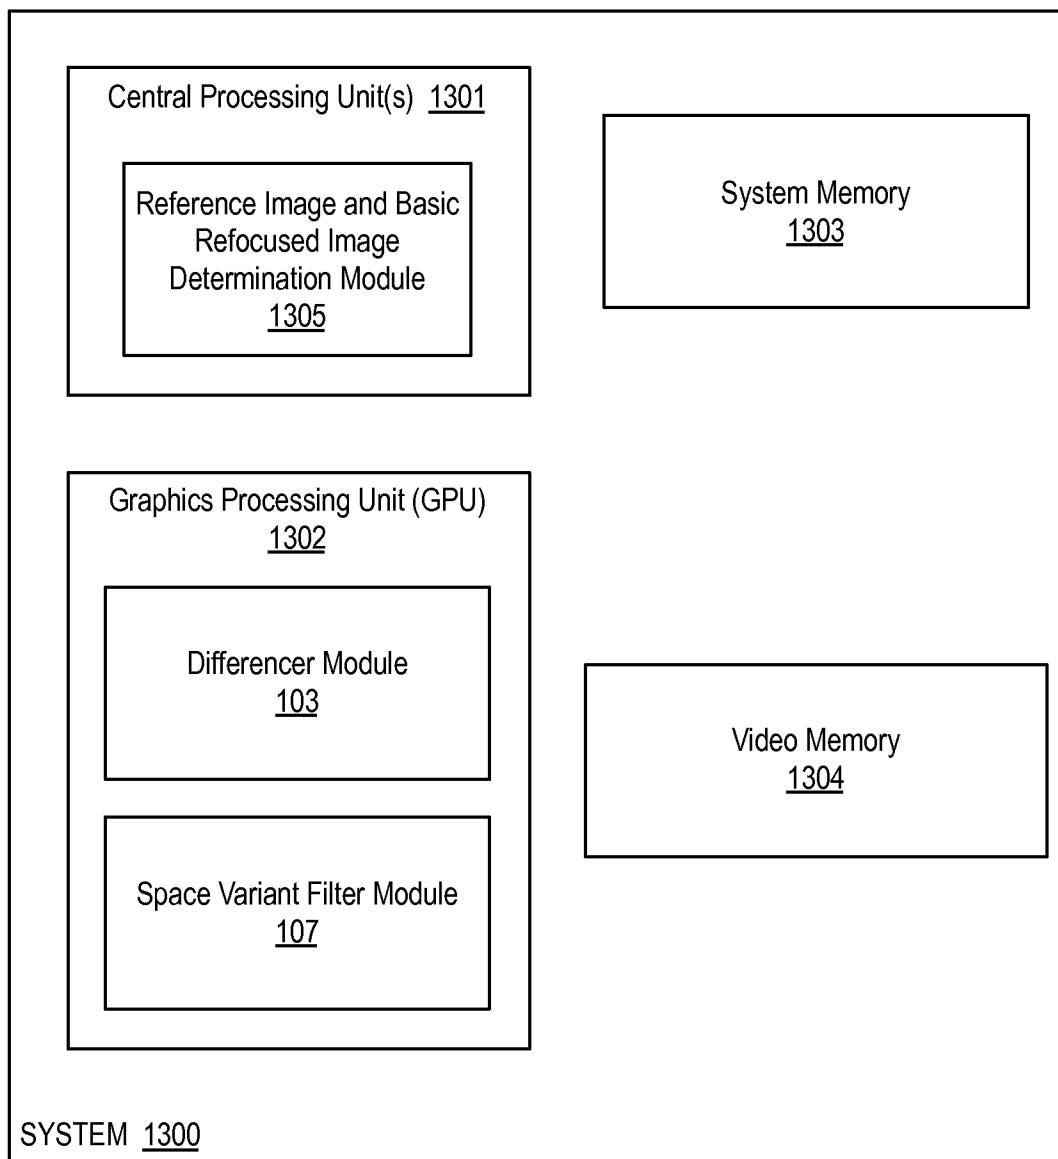 Central Processing Unit(s) 1301
Reference Image and Basic
Refocused Image
Determination Module
1305
System Memory
1303
Graphics Processing Unit (GPU)
1302
Differencer Module
103
Space Variant Filter Module
107
Video Memory
1304
SYSTEM 1300